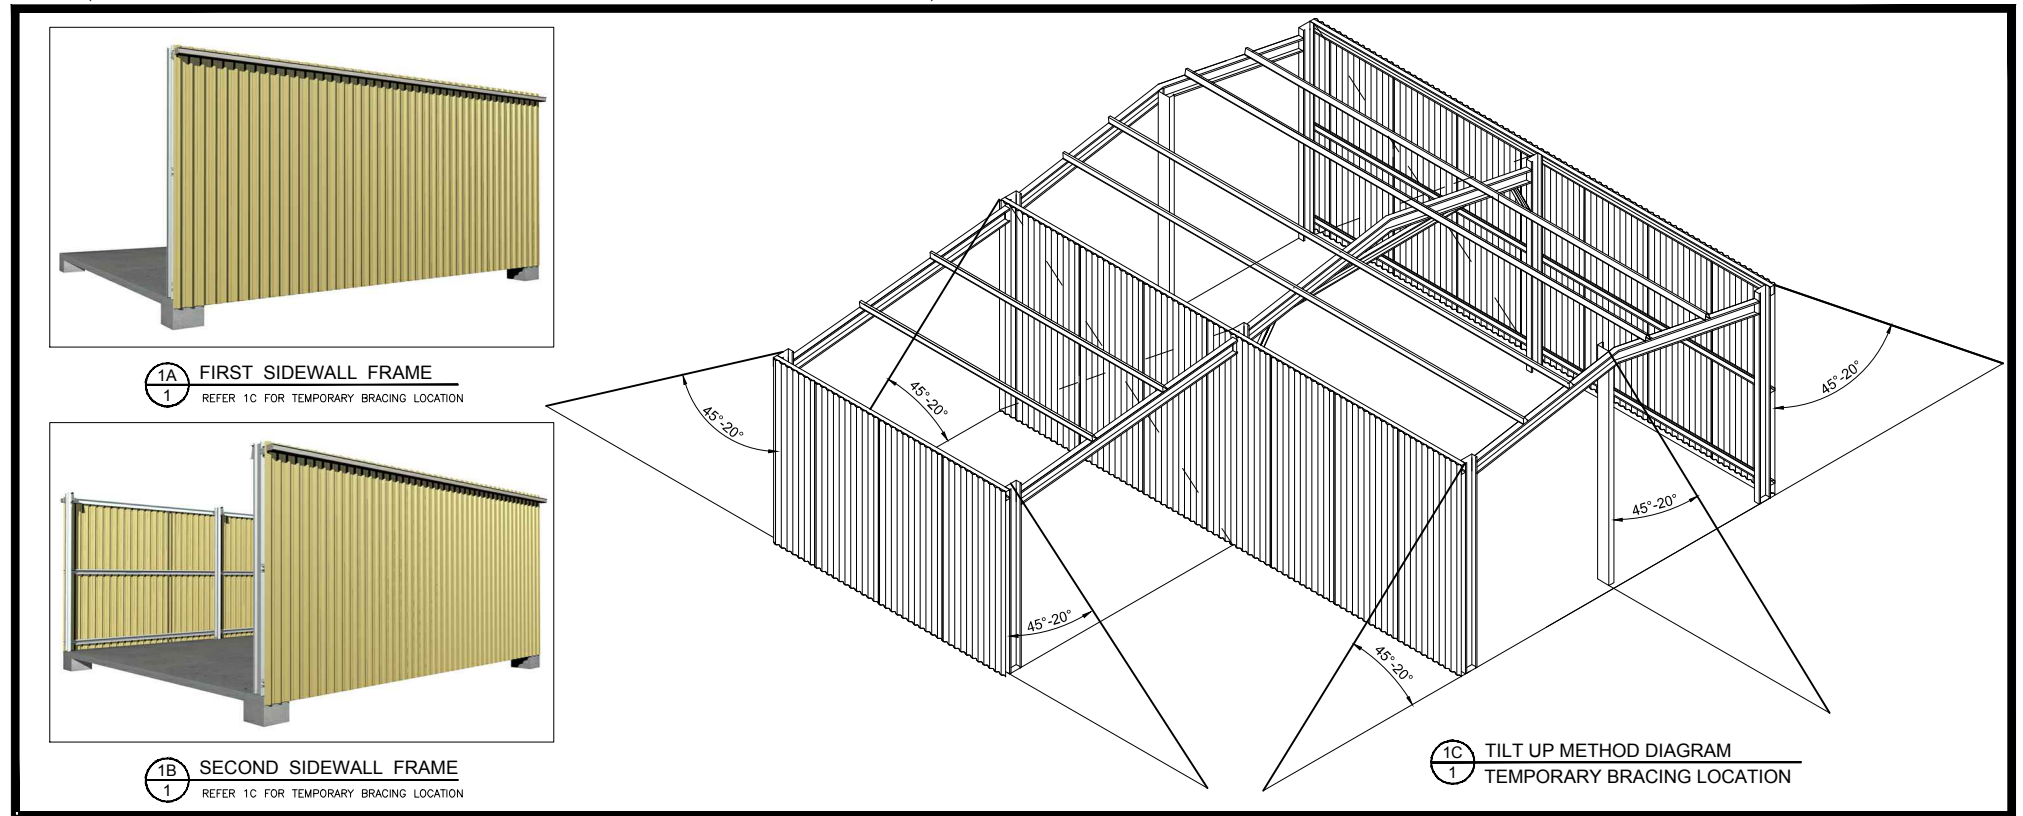 1A FIRST SIDEWALL FRAME
1 REFER 1C FOR TEMPORARY BRACING LOCATION
1B SECOND SIDEWALL FRAME
1 REFER 1C FOR TEMPORARY BRACING LOCATION
45°-20°
45°-20°
45°-20°
45°-20°
45°-20°
45°-20°
1C TILT UP METHOD DIAGRAM
1 TEMPORARY BRACING LOCATION